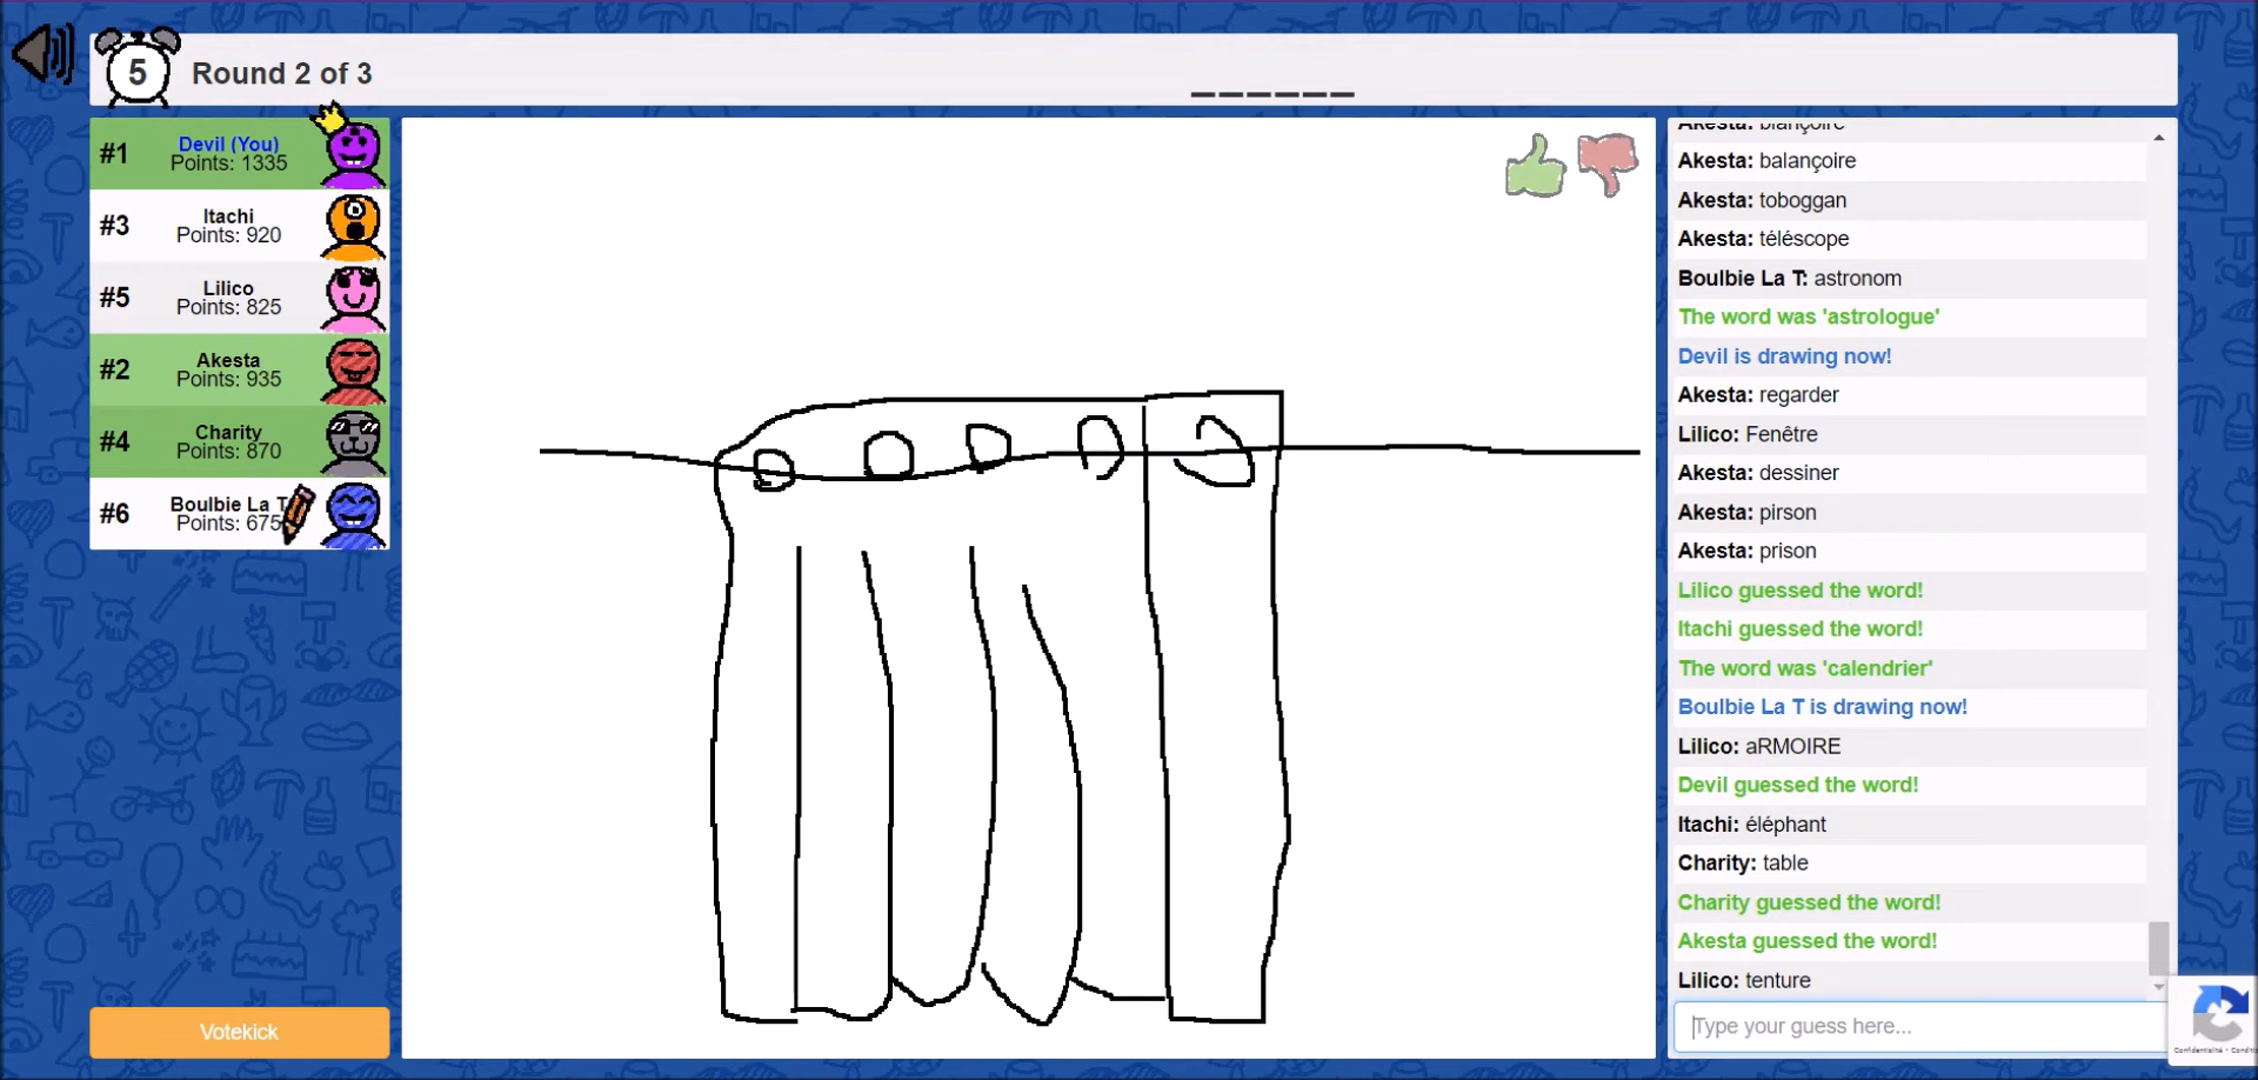 5
Round 2 of 3
______
#1
Devil (You)
Points: 1335
#3
Itachi
Points: 920
#5
Lilico
Points: 825
#2
Akesta
Points: 935
#4
Charity
Points: 870
#6
Boulbie La T
Points: 675
Votekick
Akesta: blançoire
Akesta: balançoire
Akesta: toboggan
Akesta: téléscope
Boulbie La T: astronom
The word was 'astrologue'
Devil is drawing now!
Akesta: regarder
Lilico: Fenêtre
Akesta: dessiner
Akesta: pirson
Akesta: prison
Lilico guessed the word!
Itachi guessed the word!
The word was 'calendrier'
Boulbie La T is drawing now!
Lilico: aRMOIRE
Devil guessed the word!
Itachi: éléphant
Charity: table
Charity guessed the word!
Akesta guessed the word!
Lilico: tenture
Type your guess here...
Confidentialité - Conditi